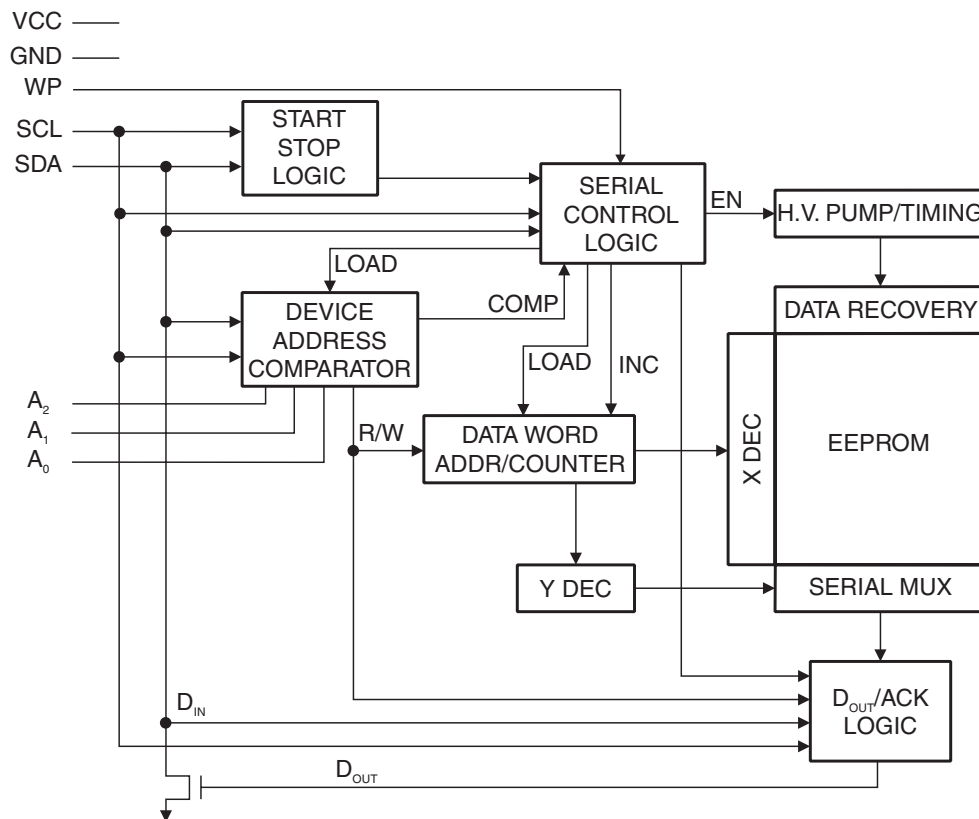 VCC
GND
WP
SCL
SDA
START
STOP
LOGIC
SERIAL
CONTROL
LOGIC
EN
H.V. PUMP/TIMING
LOAD
COMP
DEVICE
ADDRESS
COMPARATOR
DATA RECOVERY
LOAD
INC
A2
A1
A0
R/W
DATA WORD
ADDR/COUNTER
X DEC
EEPROM
Y DEC
SERIAL MUX
DIN
DOUT/ACK
LOGIC
DOUT